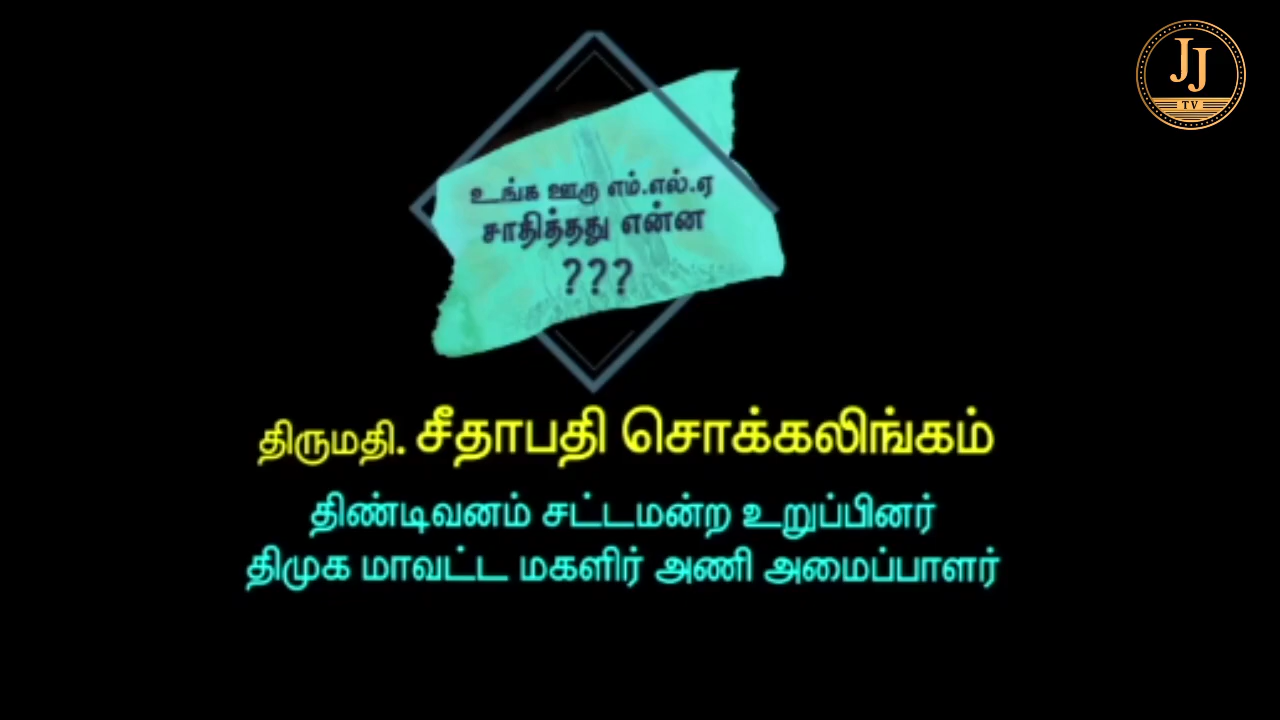 JJ
TV
உங்க ஊரு எம்.எல்.ஏ
சாதித்தது என்ன
???
திருமதி. சீதாபதி சொக்கலிங்கம்
திண்டிவனம் சட்டமன்ற உறுப்பினர்
திமுக மாவட்ட மகளிர் அணி அமைப்பாளர்